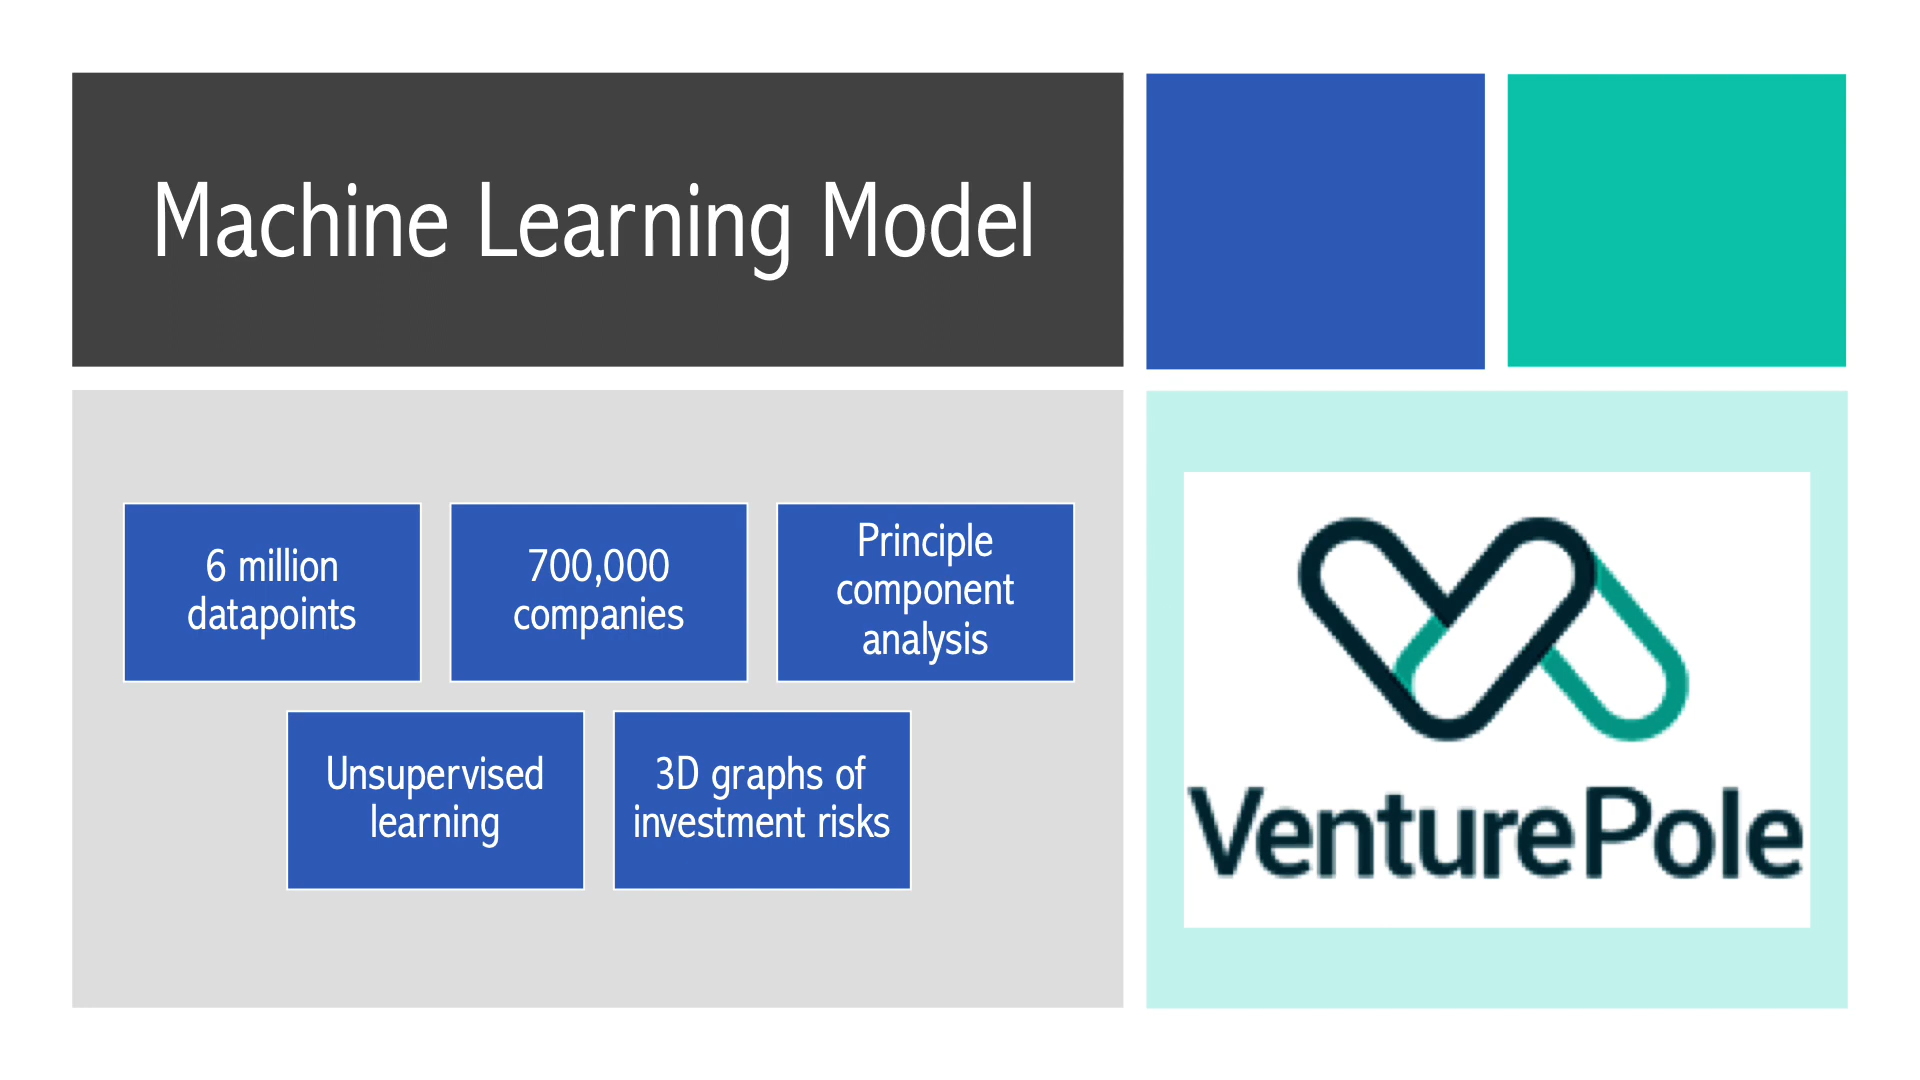 Machine Learning Model
6 million
datapoints
700,000
companies
Principle
component
analysis
Unsupervised
learning
3D graphs of
investment risks
VenturePole